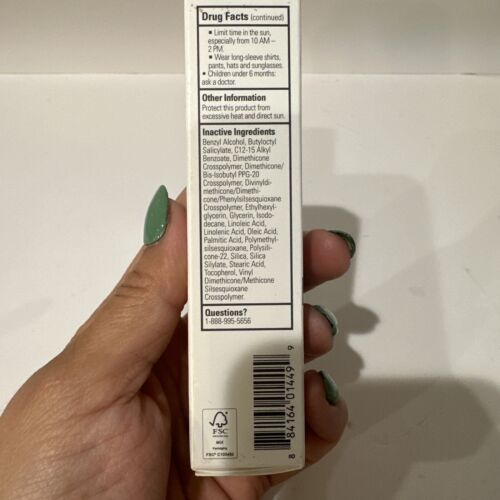 Drug Facts (continued)
▪ Limit time in the sun,
especially from 10 AM –
2 PM.
▪ Wear long-sleeve shirts,
pants, hats and sunglasses.
▪ Children under 6 months:
ask a doctor.
Other Information
Protect this product from
excessive heat and direct sun.
Inactive Ingredients
Benzyl Alcohol, Butyloctyl
Salicylate, C12-15 Alkyl
Benzoate, Dimethicone
Crosspolymer, Dimethicone/
Bis-Isobutyl PPG-20
Crosspolymer, Divinyldi-
methicone/Dimethi-
cone/Phenylsilsesquioxane
Crosspolymer, Ethylhexyl-
glycerin, Glycerin, Isodo-
decane, Linoleic Acid,
Linolenic Acid, Oleic Acid,
Palmitic Acid, Polymethyl-
silsesquioxane, Polysili-
cone-22, Silica, Silica
Silylate, Stearic Acid,
Tocopherol, Vinyl
Dimethicone/Methicone
Silsesquioxane
Crosspolymer.
Questions?
1-888-995-5656
8 84164 01449 9
FSC
MIX
Packaging